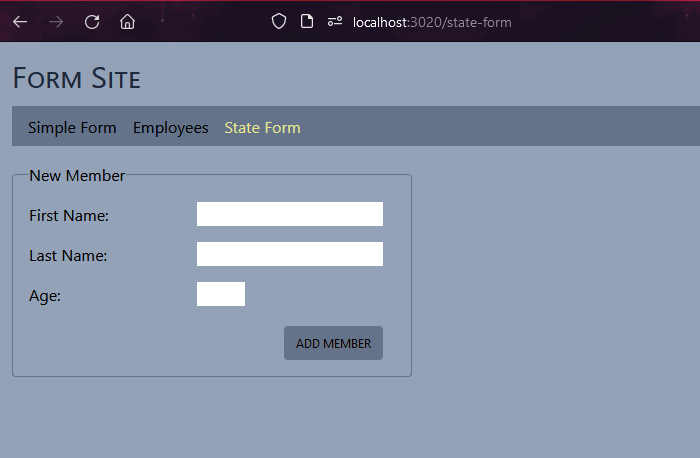 localhost:3020/state-form
Form Site
Simple Form Employees State Form
New Member
First Name:
Last Name:
Age:
ADD MEMBER